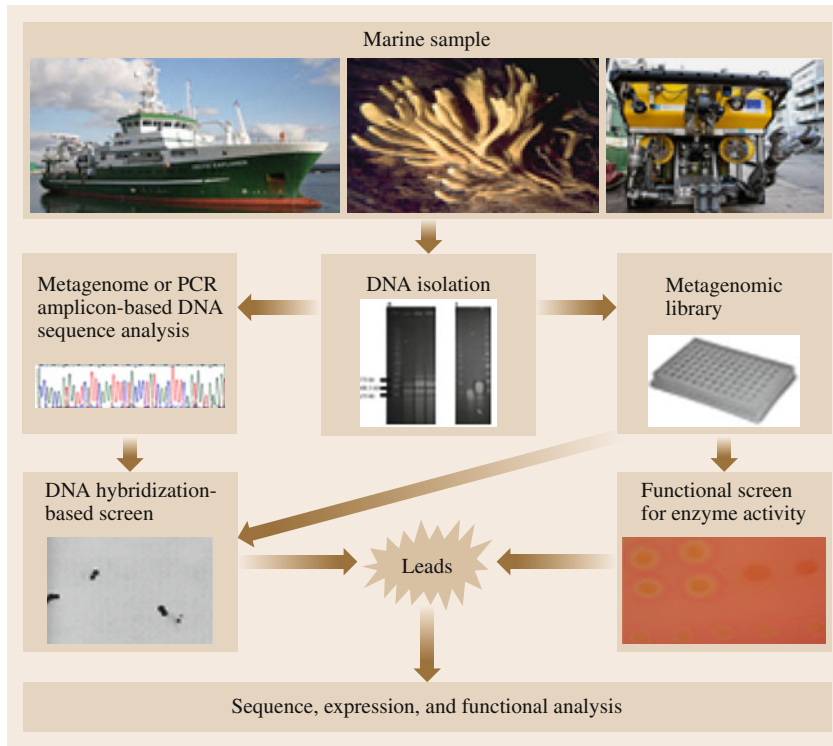 Marine sample
Metagenome or PCR
amplicon-based DNA
sequence analysis
DNA isolation
Metagenomic
library
DNA hybridization-
based screen
Functional screen
for enzyme activity
Leads
Sequence, expression, and functional analysis